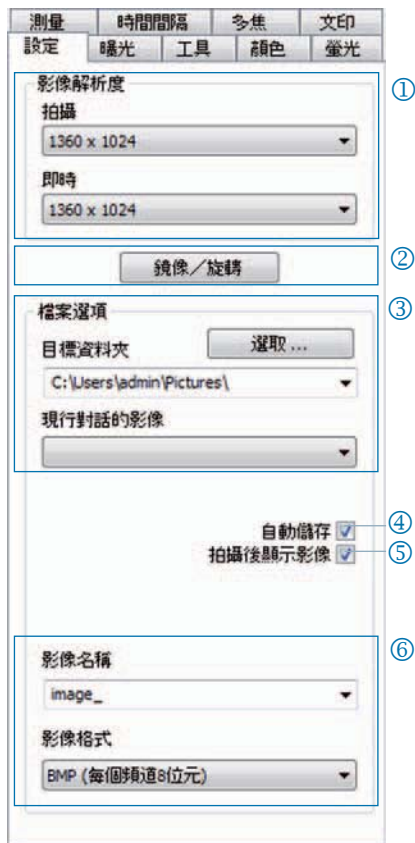 測量 時間間隔 多焦 文印
設定 曝光 工具 顏色 螢光
影像解析度
①
拍攝
1360 x 1024
即時
1360 x 1024
鏡像／旋轉
②
檔案選項
③
目標資料夾 選取 ...
C:\Users\admin\Pictures\
現行對話的影像
自動儲存 ④
拍攝後顯示影像 ⑤
⑥
影像名稱
image_
影像格式
BMP (每個頻道8位元)